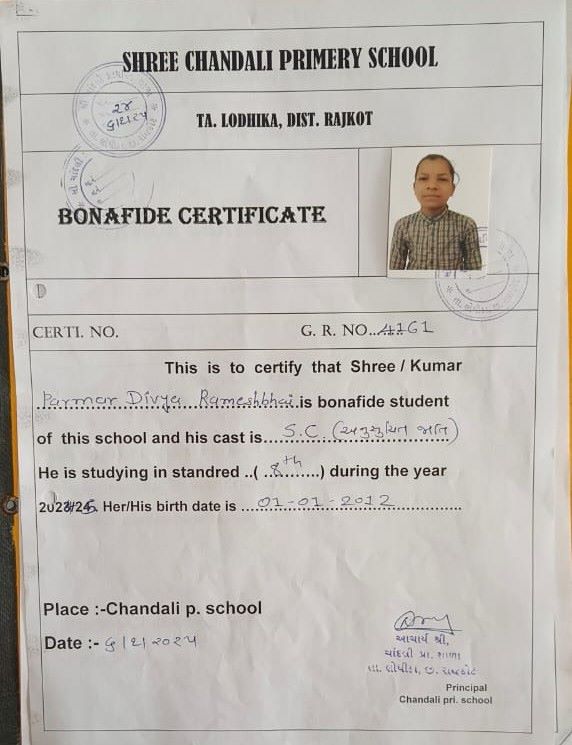 SHREE CHANDALI PRIMERY SCHOOL
TA. LODHIKA, DIST. RAJKOT
BONAFIDE CERTIFICATE
CERTI. NO.
G. R. NO...4161
This is to certify that Shree / Kumar
Parmar Divya Rameshbhai.is bonafide student
of this school and his cast is...S.C (અનુસુચિત જાતિ)
He is studying in standred ..( ..8th.......) during the year
Her/His birth date is ...01-01-2012
Place :-Chandali p. school
Date :-
આચાર્ય શ્રી,
ચાંદલી પ્રા. શાળા
તા. લોધીકા, જી. રાજકોટ
Principal
Chandali pri. school